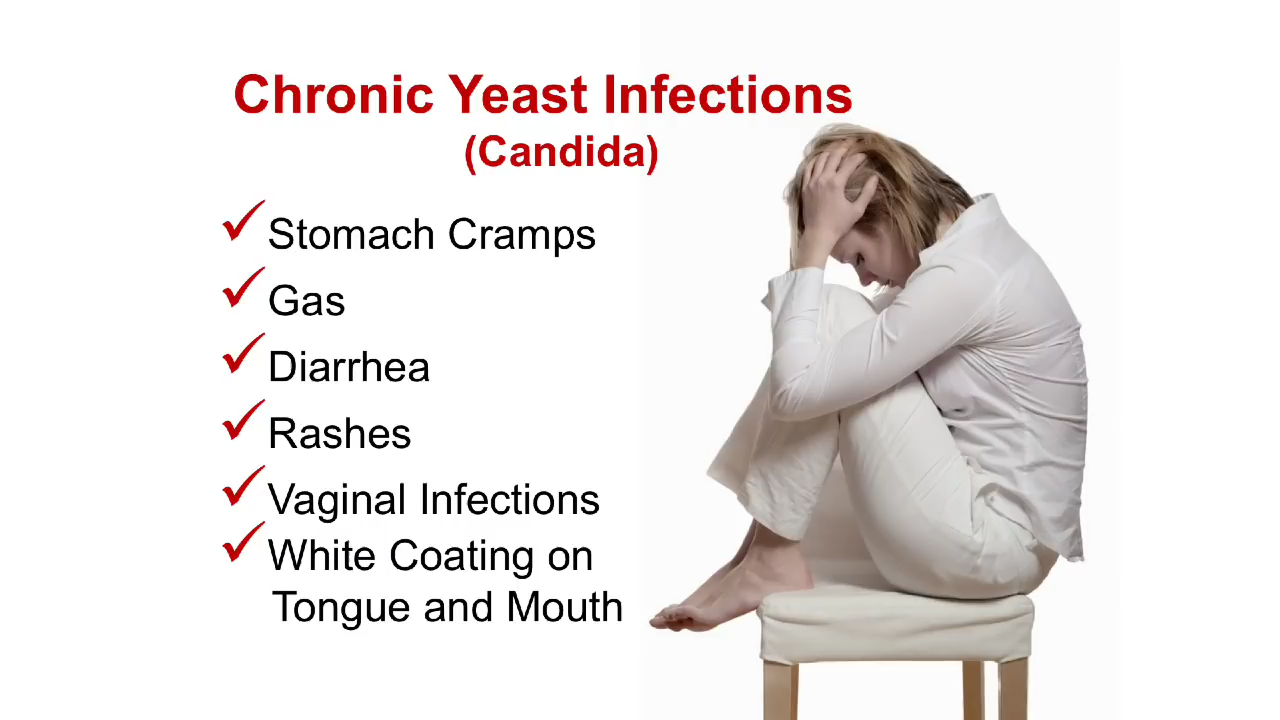 Chronic Yeast Infections
(Candida)
✓Stomach Cramps
✓Gas
✓Diarrhea
✓Rashes
✓Vaginal Infections
✓White Coating on
Tongue and Mouth